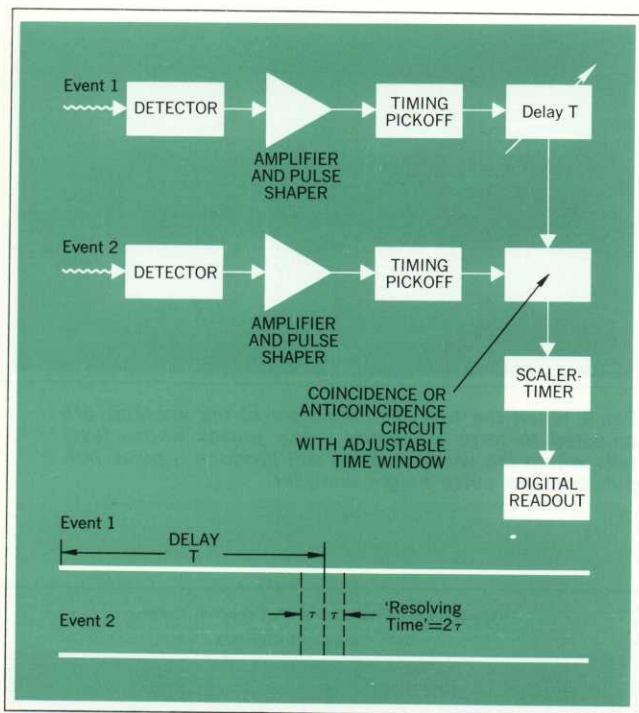 Event 1
DETECTOR
AMPLIFIER
AND PULSE
SHAPER
TIMING
PICKOFF
Delay T
Event 2
DETECTOR
AMPLIFIER
AND PULSE
SHAPER
TIMING
PICKOFF
COINCIDENCE OR
ANTICOINCIDENCE
CIRCUIT
WITH ADJUSTABLE
TIME WINDOW
SCALER-
TIMER
DIGITAL
READOUT
Event 1
DELAY
T
Event 2
τ τ
'Resolving
Time'=2τ